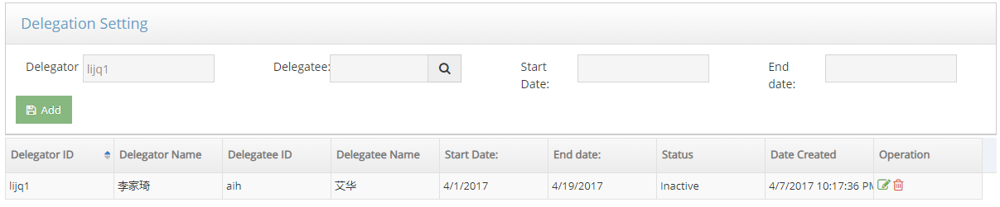 Delegation Setting
Delegator lijq1 Delegatee: Start Date: End date:
Add
Delegator ID Delegator Name Delegatee ID Delegatee Name Start Date: End date: Status Date Created Operation
lijq1 李家琦 aih 艾华 4/1/2017 4/19/2017 Inactive 4/7/2017 10:17:36 PM